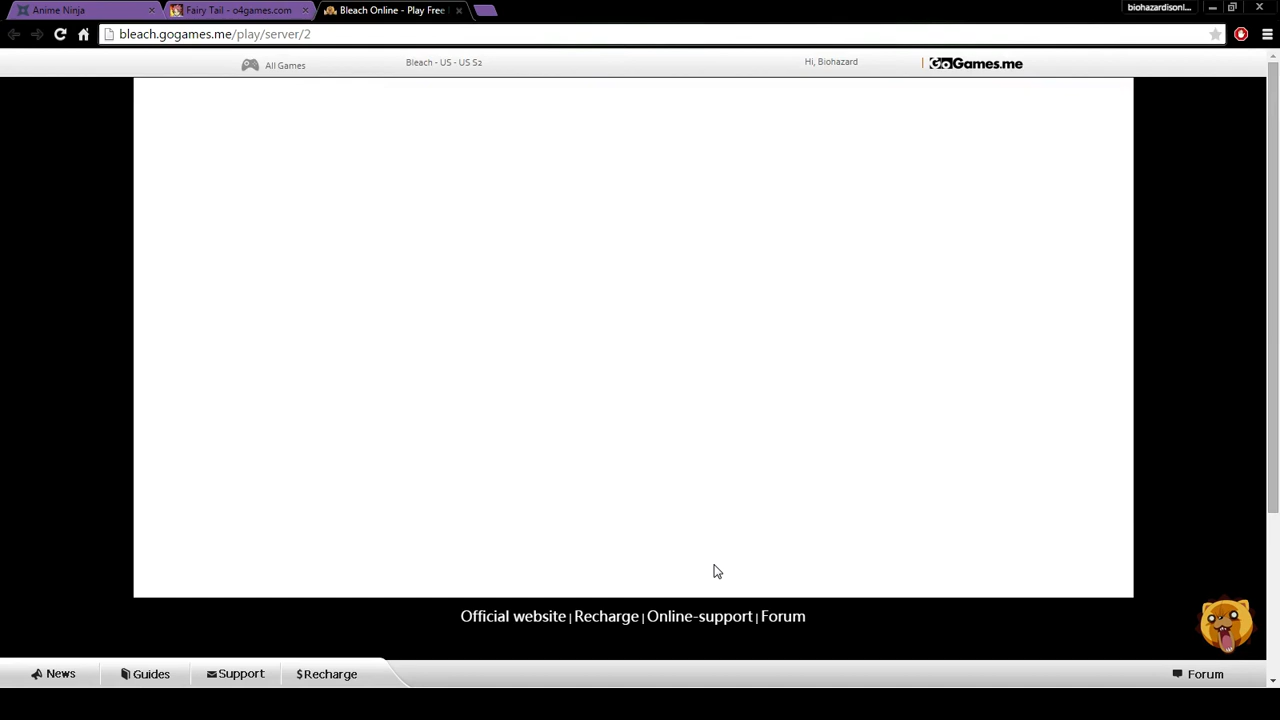 Anime Ninja
Fairy Tail - o4games.com
Bleach Online - Play Free
biohazardisonl...
bleach.gogames.me/play/server/2
All Games
Bleach - US - US S2
Hi, Biohazard
GoGames.me
Official website | Recharge | Online-support | Forum
News
Guides
Support
$Recharge
Forum